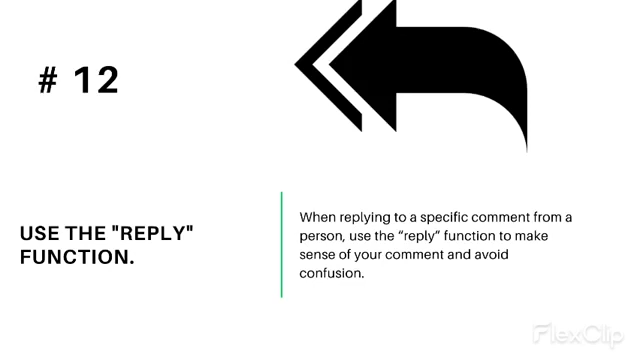 # 12
USE THE "REPLY"
FUNCTION.
When replying to a specific comment from a
person, use the “reply” function to make
sense of your comment and avoid
confusion.
FlexClip